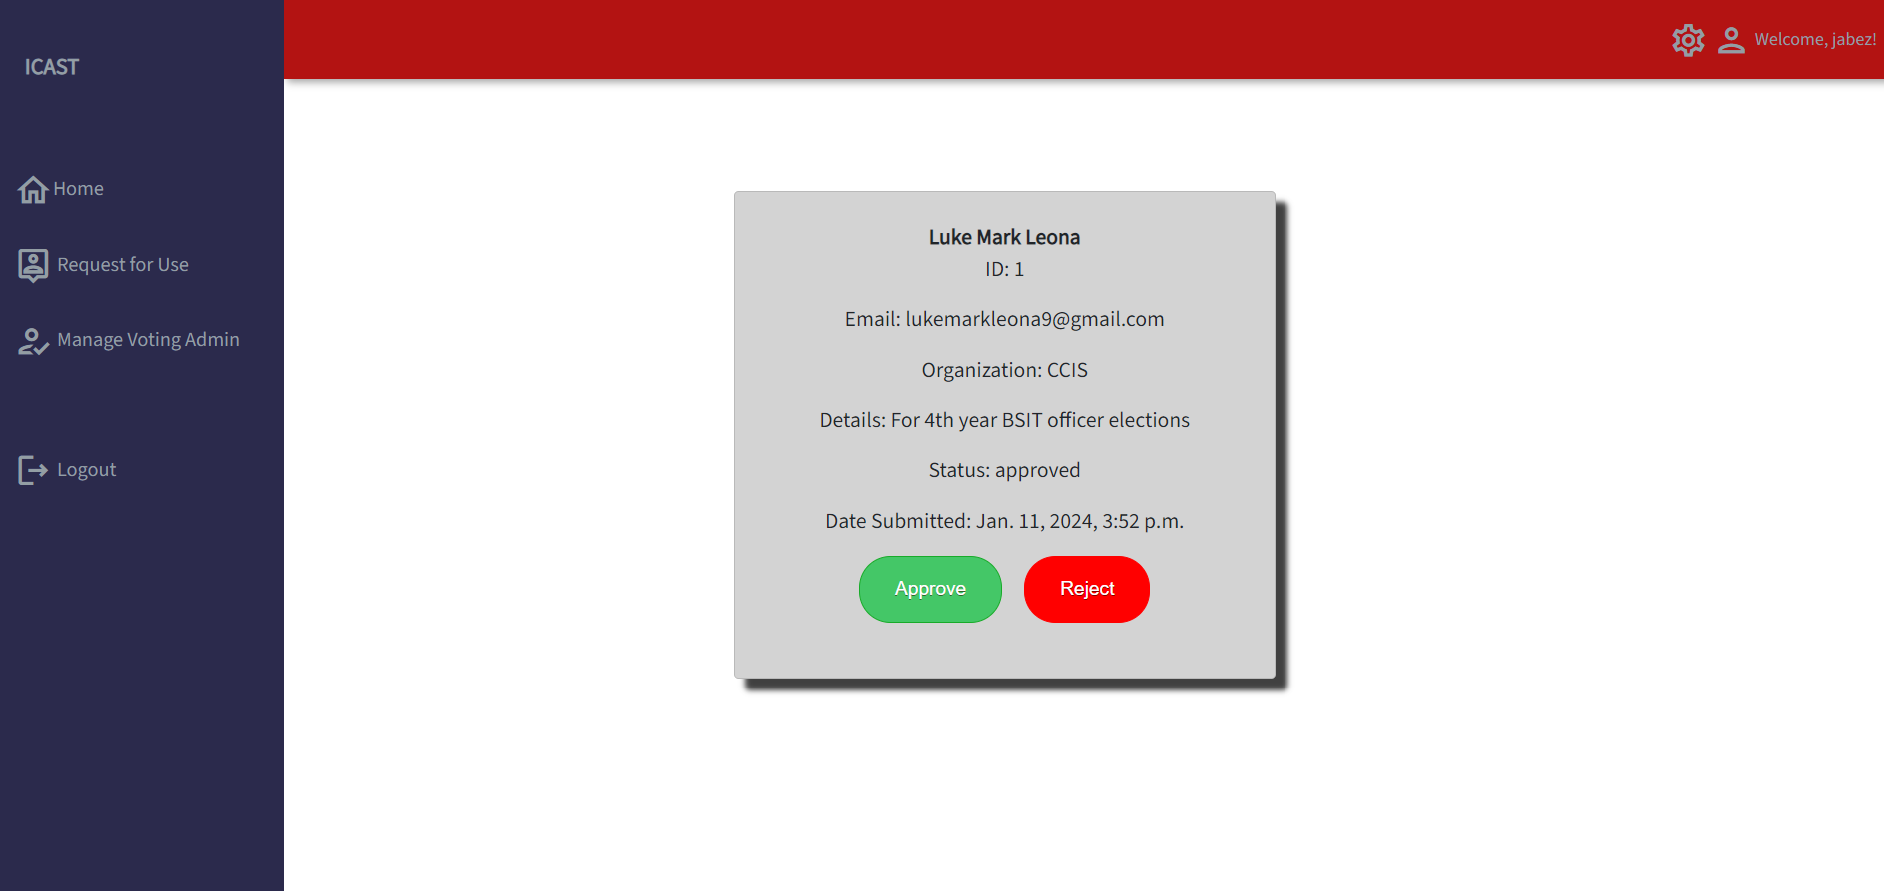 ICAST
Welcome, jabez!
Home
Request for Use
Manage Voting Admin
Logout
Luke Mark Leona
ID: 1
Email: lukemarkleona9@gmail.com
Organization: CCIS
Details: For 4th year BSIT officer elections
Status: approved
Date Submitted: Jan. 11, 2024, 3:52 p.m.
Approve Reject